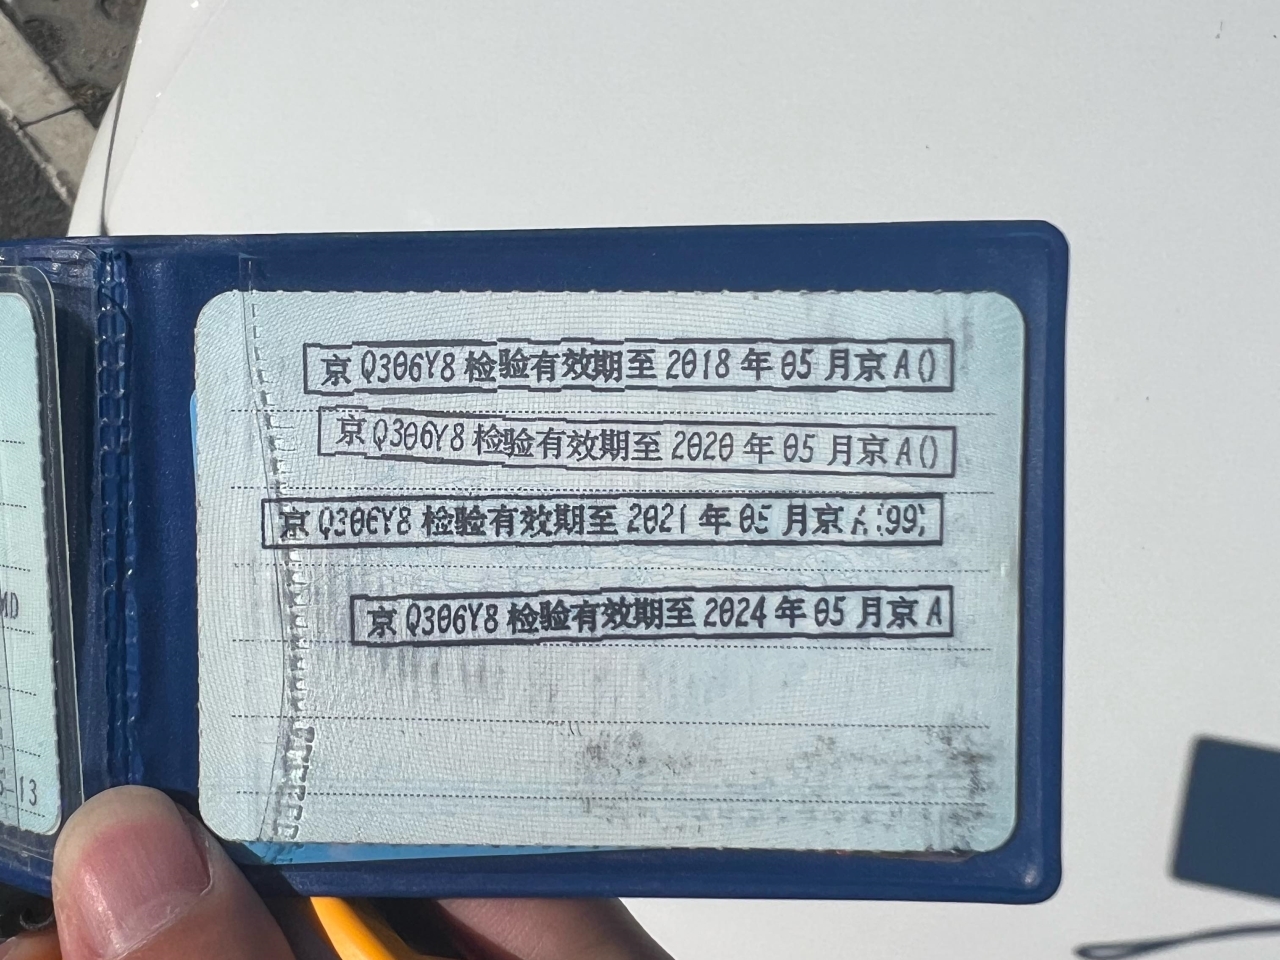 京Q306Y8检验有效期至2018年05月京A()
京Q306Y8检验有效期至2020年05月京A()
京Q306Y8检验有效期至2021年05月京A(99)
京Q306Y8检验有效期至2024年05月京A
MD
-13